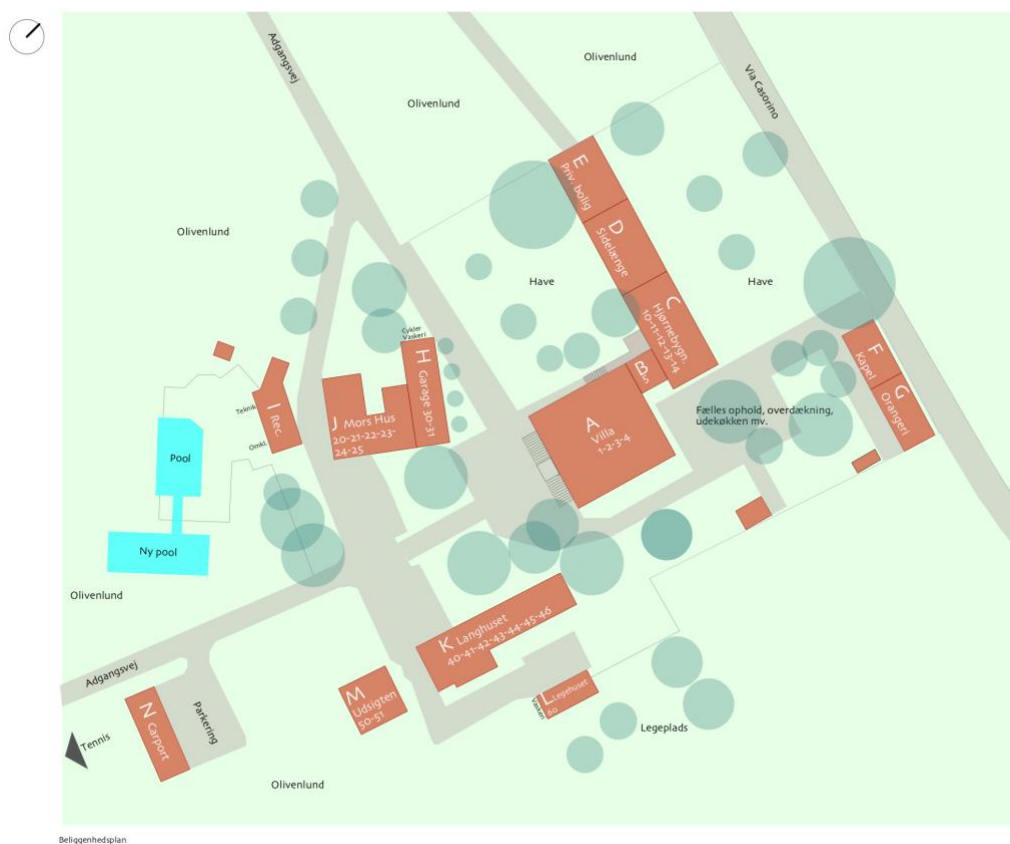 Adgangsvej
Olivenlund
Olivenlund
Via Casorino
Olivenlund
E
Priv. bolig
D
Sidelænge
C
Hjørnebygn,
10-11-12-13-14
Have
Have
Cykler
Vaskeri
H
Garage 30-31
J Mors Hus
20-21-22-23-
24-25
I
Rec.
Teknik
Omkl.
B
5
A
Villa
1-2-3-4
F
Kapel
G
Orangeri
Fælles ophold, overdækning,
udekøkken mv.
Pool
Ny pool
Olivenlund
K Langhuset
40-41-42-43-44-45-46
Adgangsvej
M
Udsigten
50-51
L Legehuset
60
Vaskeri
Legeplads
N
Carport
Parkering
Tennis
Olivenlund
Beliggenhedsplan